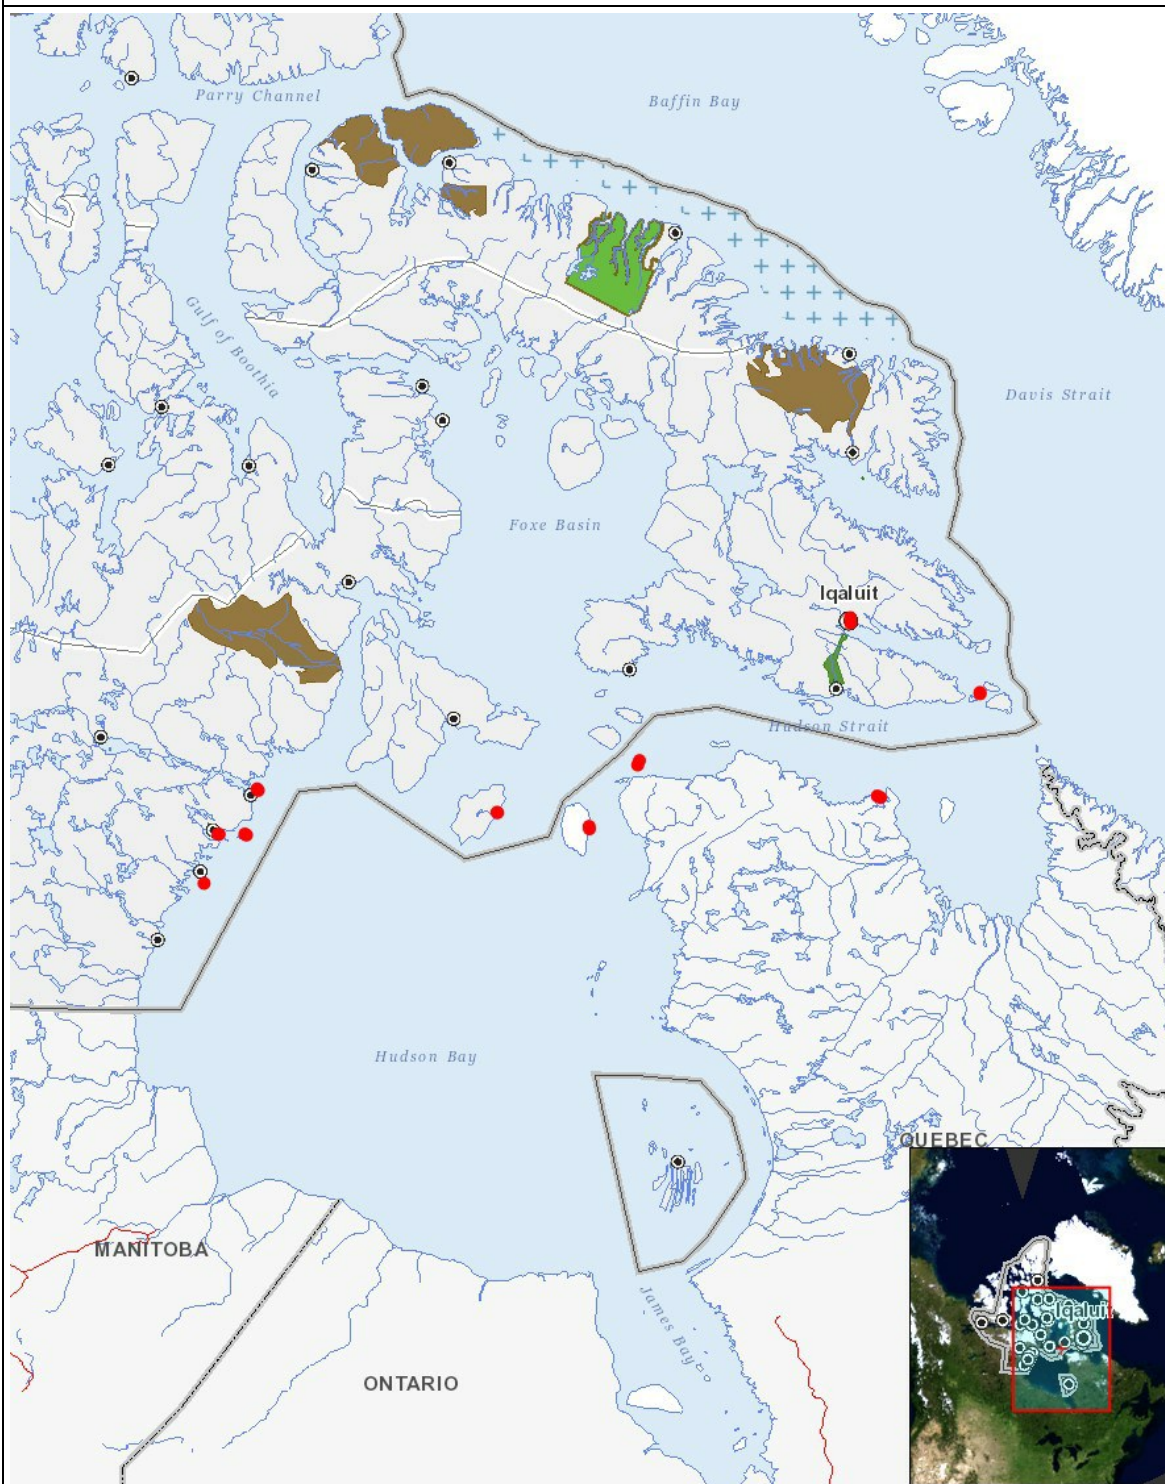 Parry Channel
Baffin Bay
Gulf of Boothia
Davis Strait
Foxe Basin
Iqaluit
Hudson Strait
Hudson Bay
QUEBEC
MANITOBA
James Bay
ONTARIO
Iqaluit